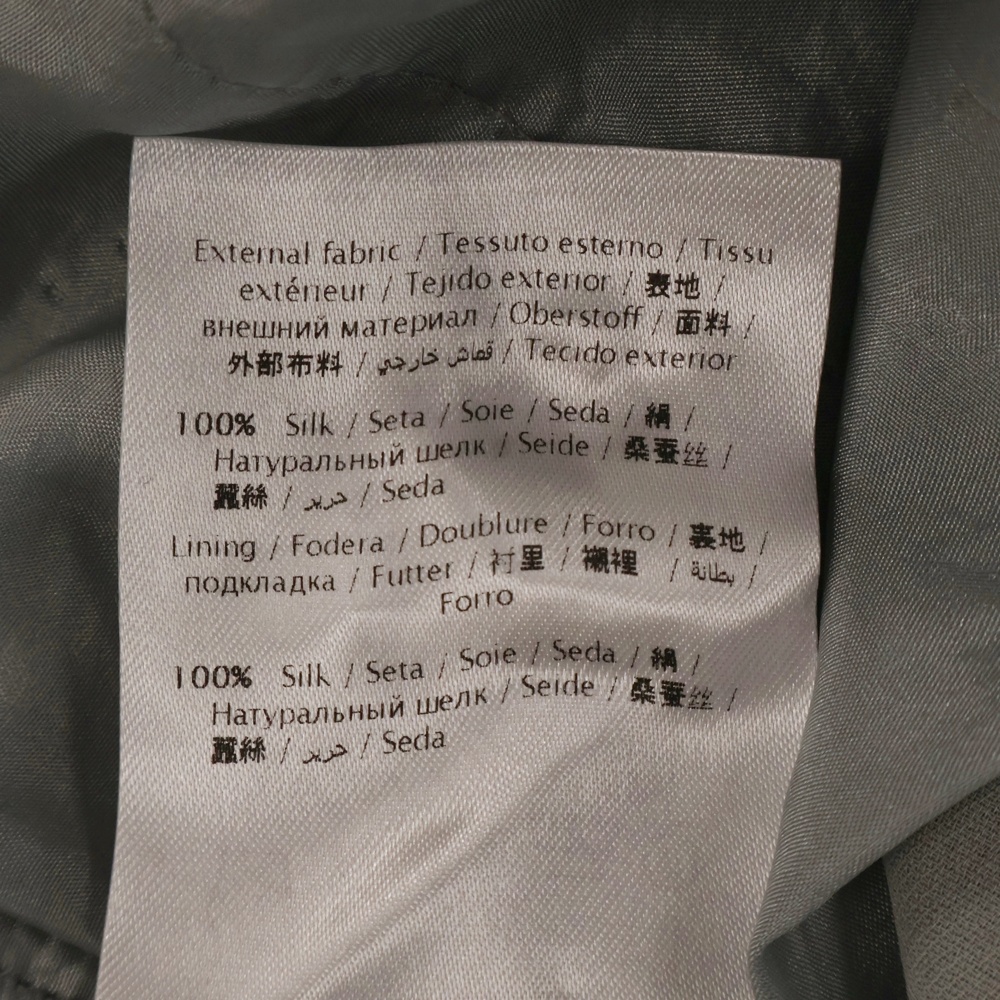 External fabric / Tessuto esterno / Tissu
extérieur / Tejido exterior / 表地 /
внешний материал / Oberstoff / 面料 /
外部布料 / قماش خارجي / Tecido exterior
100% Silk / Seta / Soie / Seda / 絹 /
Натуральный шелк / Seide / 桑蚕丝 /
蠶絲 / حرير / Seda
Lining / Fodera / Doublure / Forro / 裏地 /
подкладка / Futter / 衬里 / 襯裡 / بطانة /
Forro
100% Silk / Seta / Soie / Seda / 絹 /
Натуральный шелк / Seide / 桑蚕丝 /
蠶絲 / حرير / Seda